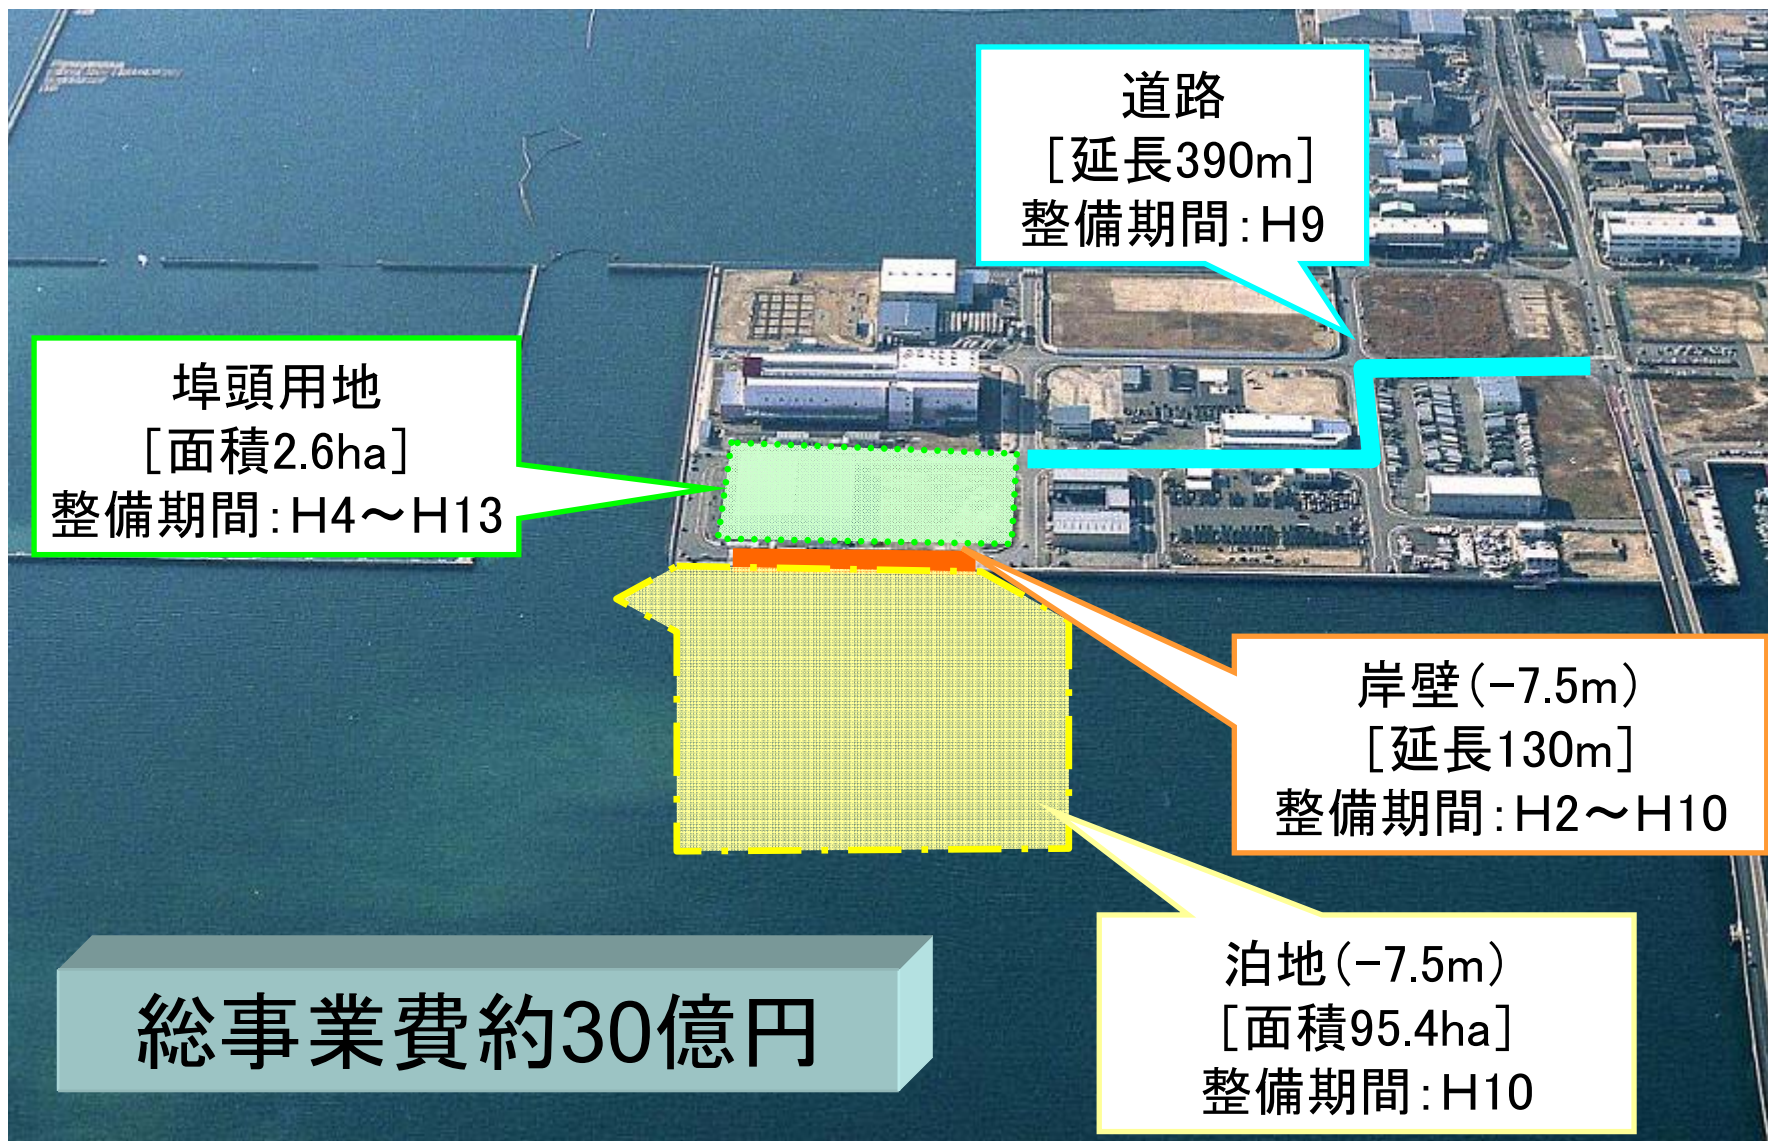 道路
［延長390m］
整備期間：H9
埠頭用地
［面積2.6ha］
整備期間：H4～H13
岸壁（−7.5m）
［延長130m］
整備期間：H2～H10
泊地（−7.5m）
［面積95.4ha］
整備期間：H10
総事業費約30億円